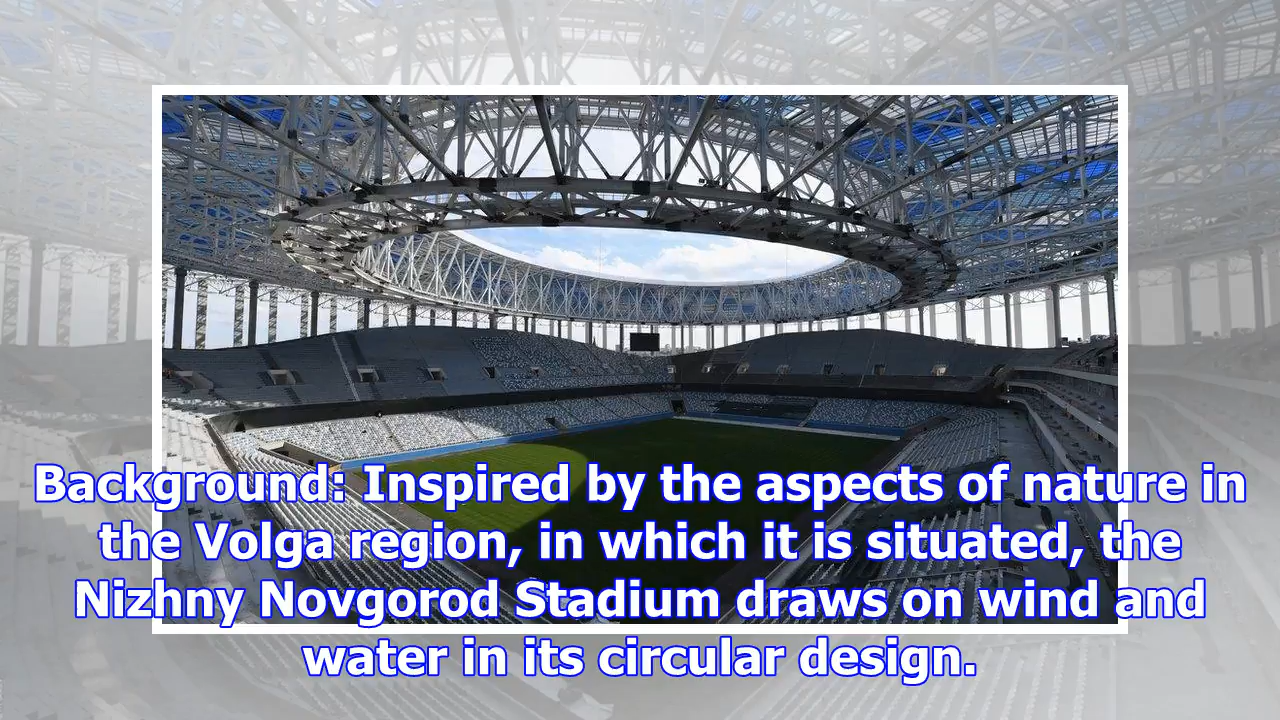 Background: Inspired by the aspects of nature in
the Volga region, in which it is situated, the
Nizhny Novgorod Stadium draws on wind and
water in its circular design.